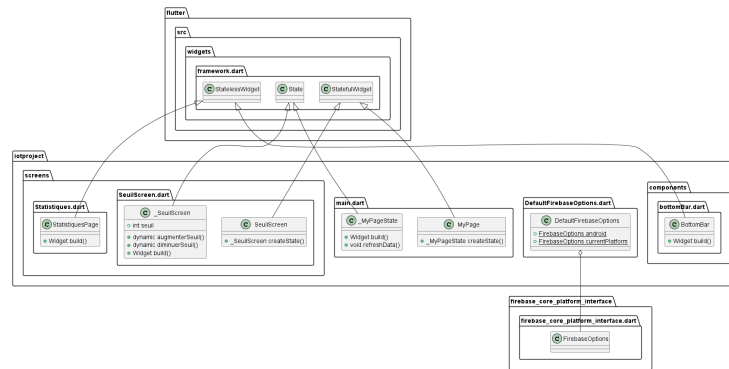 flutter
src
widgets
framework.dart
C StatelessWidget
C State
C StatefulWidget
iotproject
screens
Statistiques.dart
C StatistiquesPage
Widget build()
SeuilScreen.dart
C _SeuilScreen
int seuil
dynamic augmenterSeuil()
dynamic diminuerSeuil()
Widget build()
C SeuilScreen
_SeuilScreen createState()
main.dart
C _MyPageState
Widget build()
void refreshData()
C MyPage
_MyPageState createState()
DefaultFirebaseOptions.dart
C DefaultFirebaseOptions
FirebaseOptions android
FirebaseOptions currentPlatform
components
bottomBar.dart
C BottomBar
Widget build()
firebase_core_platform_interface
firebase_core_platform_interface.dart
C FirebaseOptions